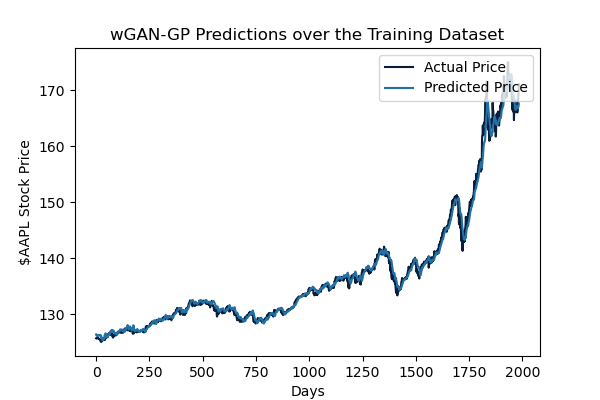 wGAN-GP Predictions over the Training Dataset
Actual Price
Predicted Price
$AAPL Stock Price
170
160
150
140
130
0 250 500 750 1000 1250 1500 1750 2000
Days